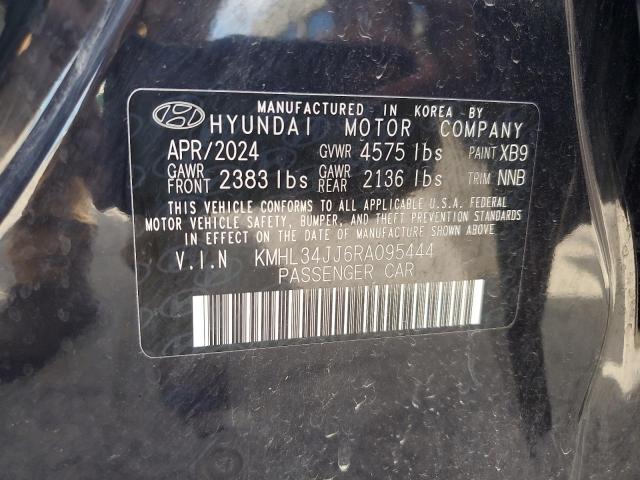 MANUFACTURED IN KOREA BY
HYUNDAI MOTOR COMPANY
APR/2024 GVWR 4575 lbs PAINT XB9
GAWR FRONT 2383 lbs GAWR REAR 2136 lbs TRIM NNB
THIS VEHICLE CONFORMS TO ALL APPLICABLE U.S.A. FEDERAL
MOTOR VEHICLE SAFETY, BUMPER, AND THEFT PREVENTION STANDARDS
IN EFFECT ON THE DATE OF MANUFACTURE SHOWN ABOVE.
V.I.N KMHL34JJ6RA095444
PASSENGER CAR